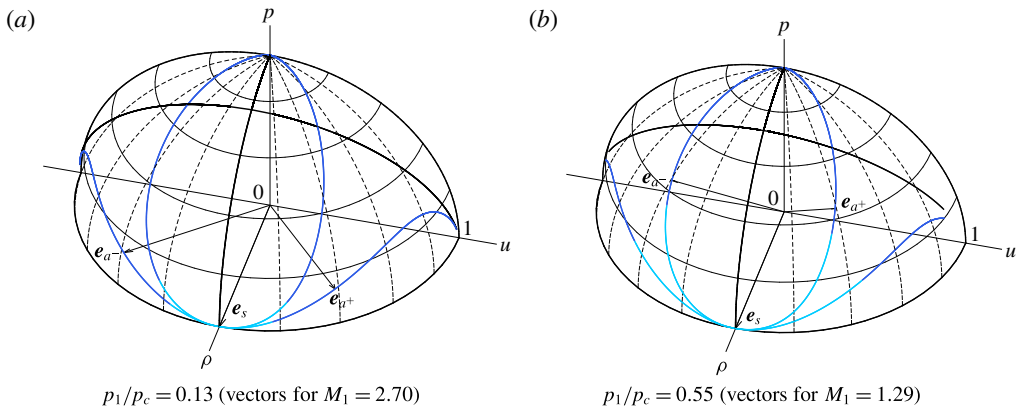 (a)
p
0
1
u
e_{a^-}
e_{a^+}
e_s
ρ
p_1/p_c = 0.13 (vectors for M_1 = 2.70)
(b)
p
e_{a^-}
0
e_{a^+}
1
u
e_s
ρ
p_1/p_c = 0.55 (vectors for M_1 = 1.29)